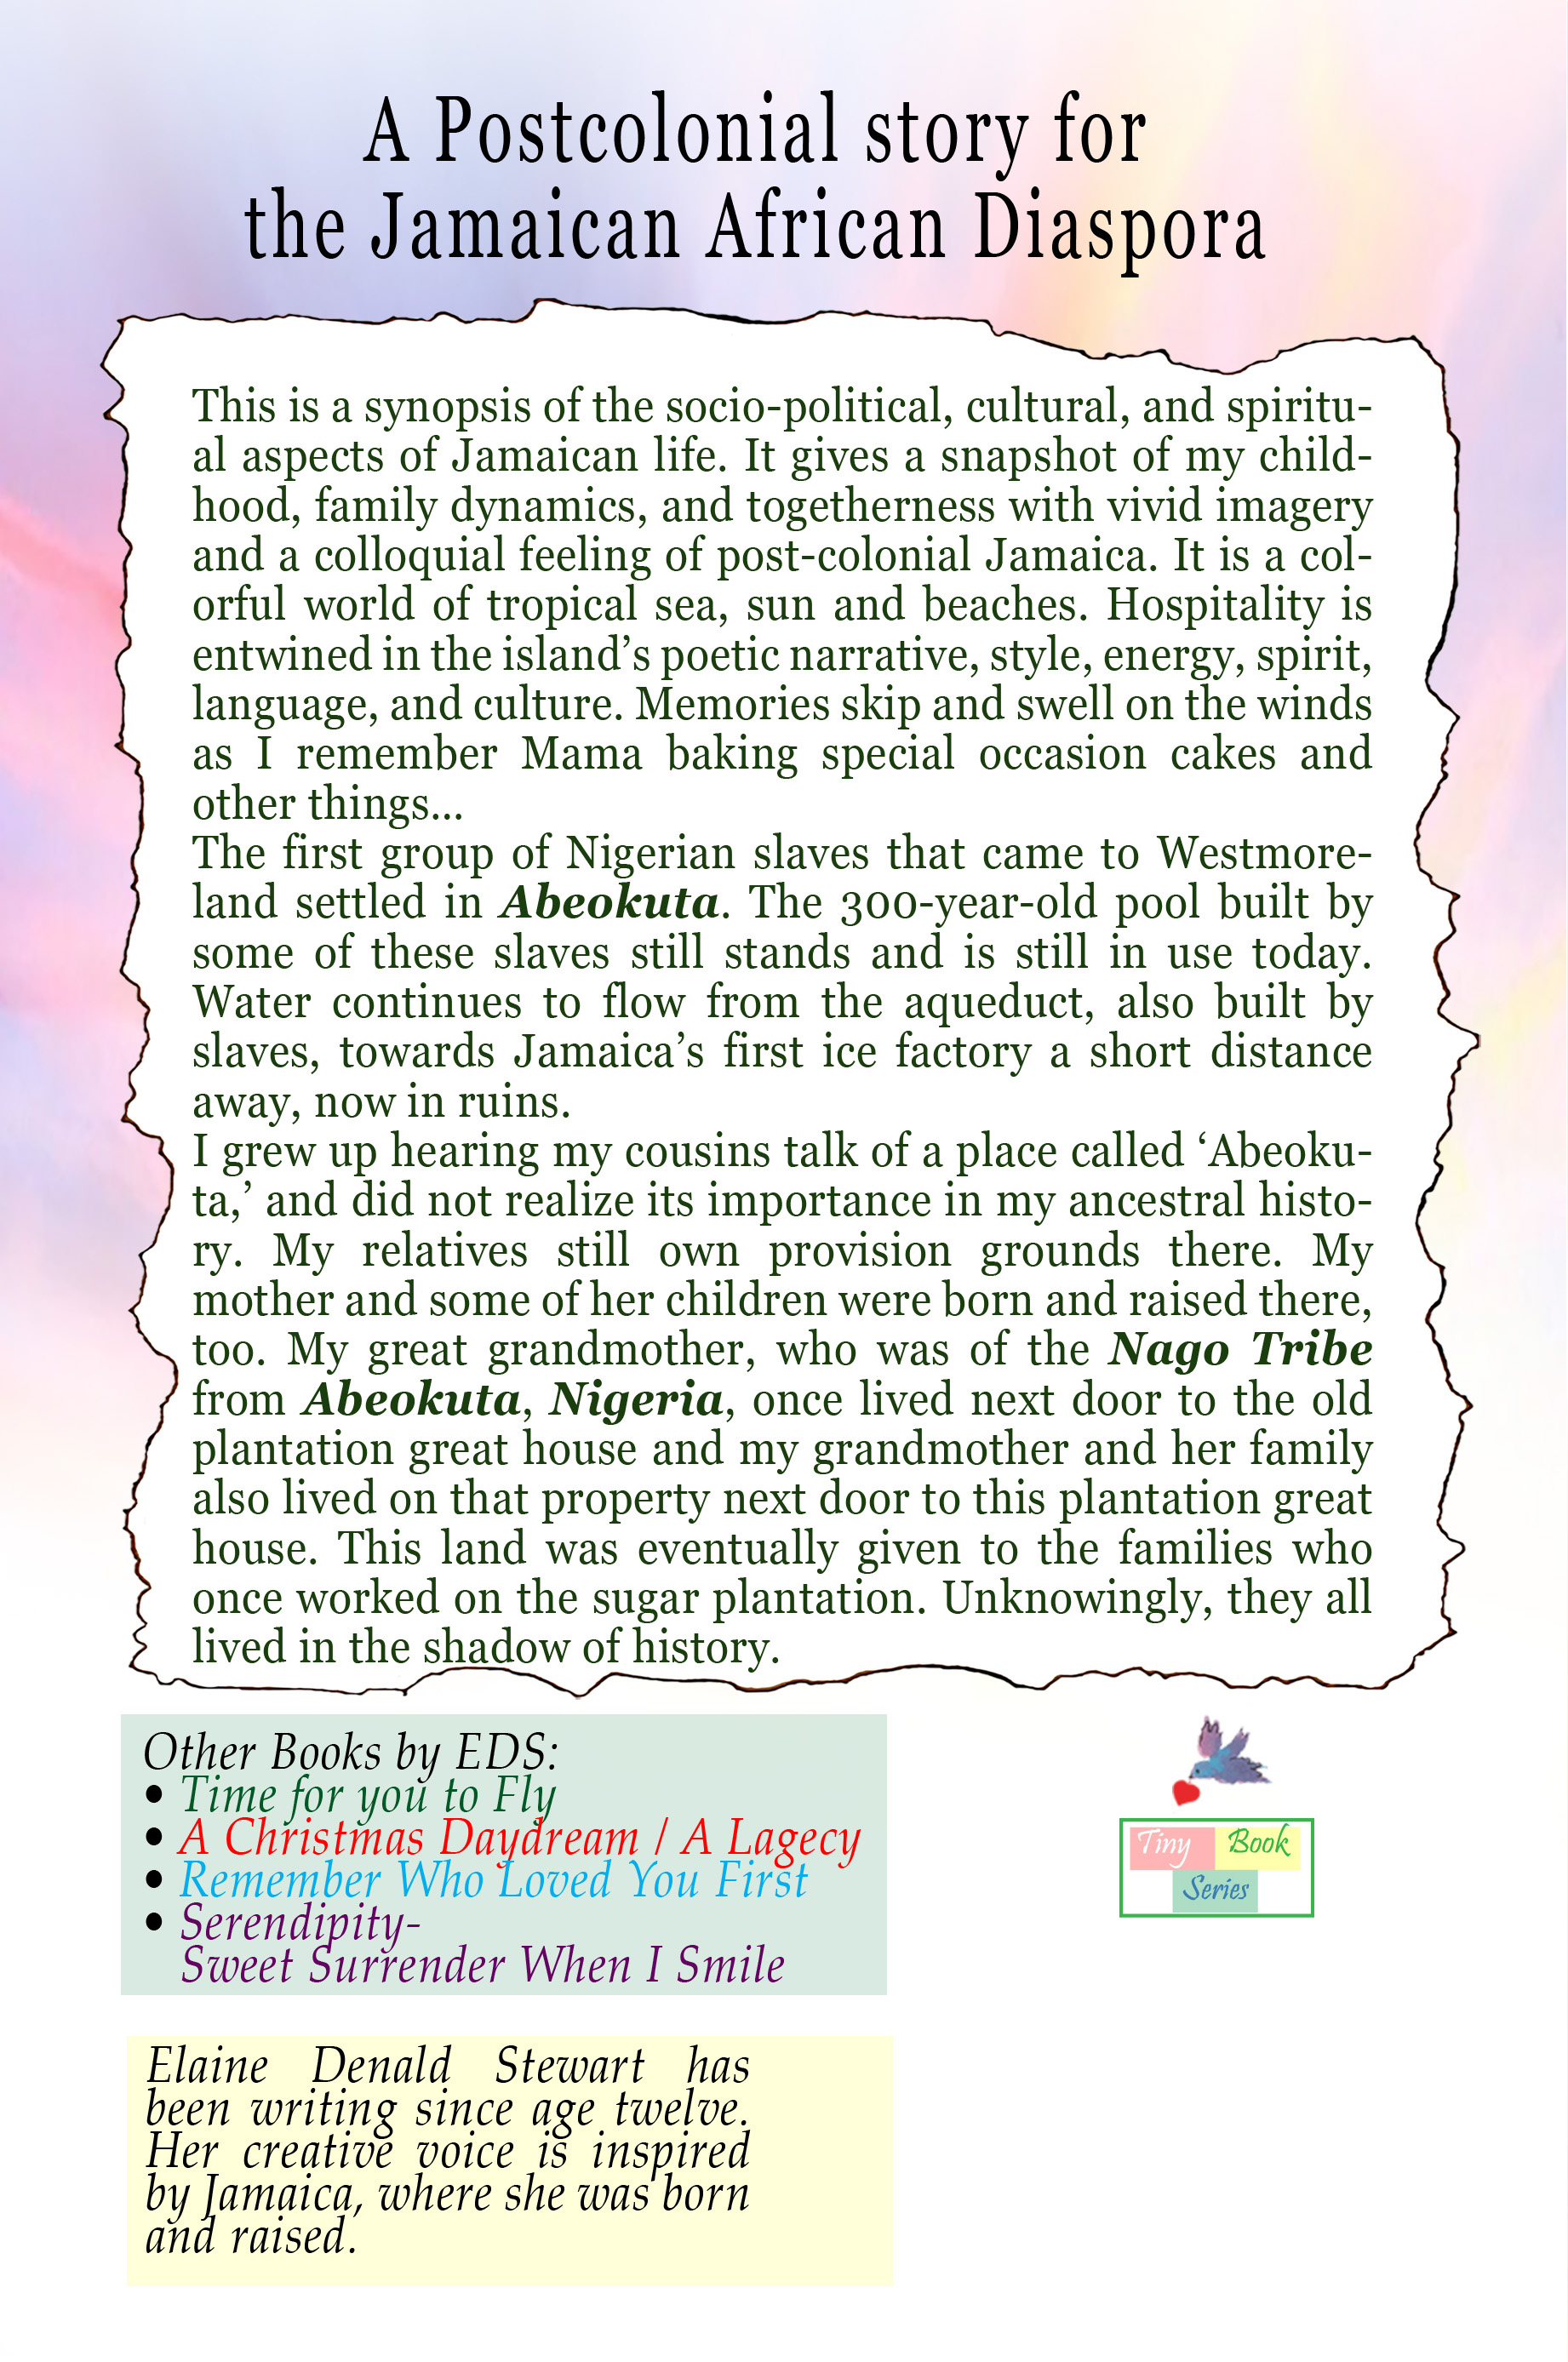 A Postcolonial story for
the Jamaican African Diaspora
This is a synopsis of the socio-political, cultural, and spiritu-
al aspects of Jamaican life. It gives a snapshot of my child-
hood, family dynamics, and togetherness with vivid imagery
and a colloquial feeling of post-colonial Jamaica. It is a col-
orful world of tropical sea, sun and beaches. Hospitality is
entwined in the island’s poetic narrative, style, energy, spirit,
language, and culture. Memories skip and swell on the winds
as I remember Mama baking special occasion cakes and
other things...
The first group of Nigerian slaves that came to Westmore-
land settled in Abeokuta. The 300-year-old pool built by
some of these slaves still stands and is still in use today.
Water continues to flow from the aqueduct, also built by
slaves, towards Jamaica’s first ice factory a short distance
away, now in ruins.
I grew up hearing my cousins talk of a place called ‘Abeoku-
ta,’ and did not realize its importance in my ancestral histo-
ry. My relatives still own provision grounds there. My
mother and some of her children were born and raised there,
too. My great grandmother, who was of the Nago Tribe
from Abeokuta, Nigeria, once lived next door to the old
plantation great house and my grandmother and her family
also lived on that property next door to this plantation great
house. This land was eventually given to the families who
once worked on the sugar plantation. Unknowingly, they all
lived in the shadow of history.
Other Books by EDS:
• Time for you to Fly
• A Christmas Daydream / A Lagecy
• Remember Who Loved You First
• Serendipity-
Sweet Surrender When I Smile
Tiny Book
Series
Elaine Denald Stewart has
been writing since age twelve.
Her creative voice is inspired
by Jamaica, where she was born
and raised.